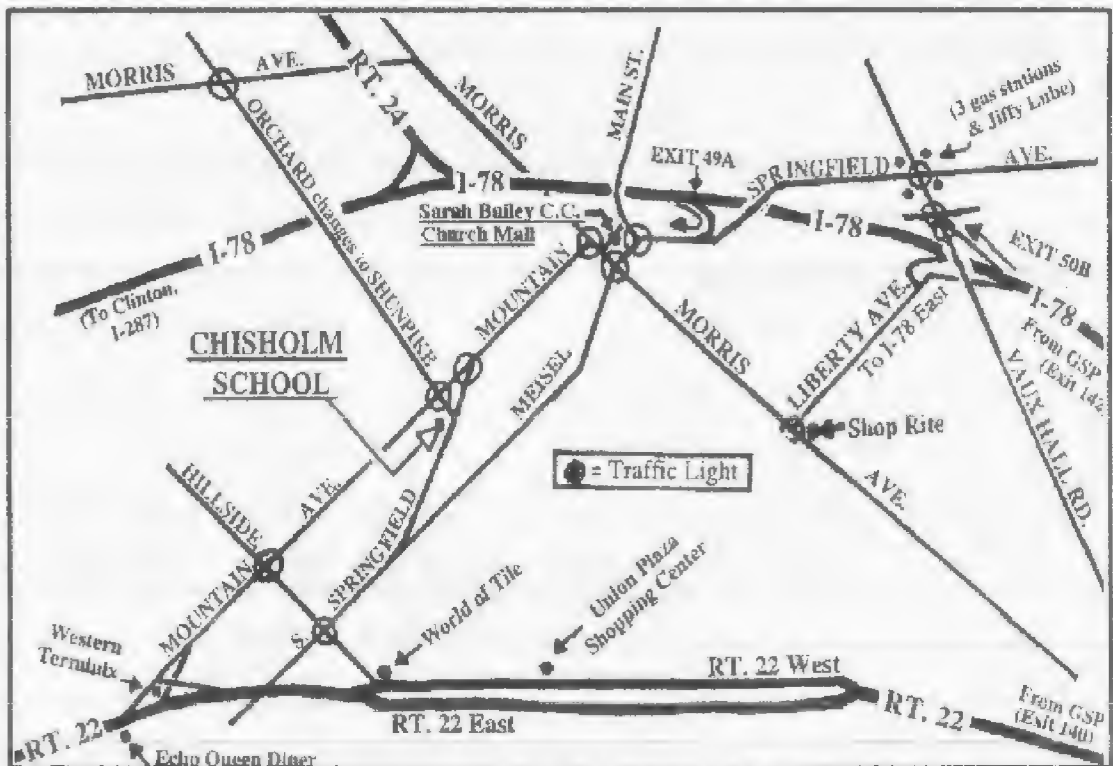 MORRIS AVE.
RT. 24
MORRIS
MAIN ST.
(3 gas stations
& Jiffy Lube)
ORCHARD changes to SHUNPIKE
EXIT 49A
SPRINGFIELD AVE.
I-78
Sarah Bailey C.C.
Church Mall
I-78
I-78
EXIT 50B
(To Clinton,
I-287)
MOUNTAIN
I-78
From GSP
(Exit 142
CHISHOLM
SCHOOL
MEISEL
MORRIS
LIBERTY AVE.
To I-78 East
VAUX HALL RD.
Shop Rite
= Traffic Light
AVE.
HILLSIDE
AVE.
S. SPRINGFIELD
MOUNTAIN
World of Tile
Union Plaza
Shopping Center
Western
Termulux
RT. 22 West
RT. 22 East
RT. 22
From GSP
(Exit 140)
RT. 22
Echo Queen Diner